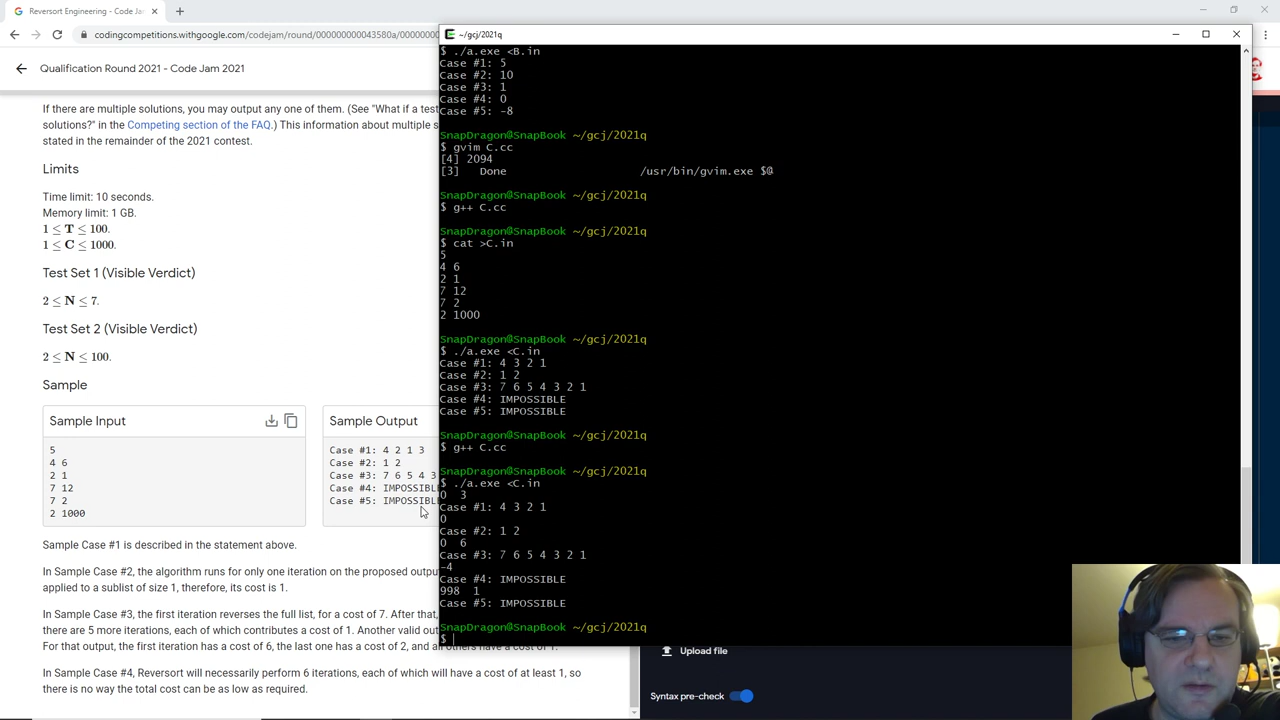 Reversort Engineering - Code Ja
codingcompetitions.withgoogle.com/codejam/round/000000000043580a/00000
Qualification Round 2021 - Code Jam 2021
If there are multiple solutions, you may output any one of them. (See "What if a test
solutions?" in the Competing section of the FAQ.) This information about multiple s
stated in the remainder of the 2021 contest.
Limits
Time limit: 10 seconds.
Memory limit: 1 GB.
1 ≤ T ≤ 100.
1 ≤ C ≤ 1000.
Test Set 1 (Visible Verdict)
2 ≤ N ≤ 7.
Test Set 2 (Visible Verdict)
2 ≤ N ≤ 100.
Sample
Sample Input
5
4 6
2 1
7 12
7 2
2 1000
Sample Output
Case #1: 4 2 1 3
Case #2: 1 2
Case #3: 7 6 5 4 3
Case #4: IMPOSSIBL
Case #5: IMPOSSIBL
Sample Case #1 is described in the statement above.
In Sample Case #2, the algorithm runs for only one iteration on the proposed outpu
applied to a sublist of size 1, therefore, its cost is 1.
In Sample Case #3, the first iteration reverses the full list, for a cost of 7. After that,
there are 5 more iterations, each of which contributes a cost of 1. Another valid out
For that output, the first iteration has a cost of 6, the last one has a cost of 2, and all others have a cost of 1.
In Sample Case #4, Reversort will necessarily perform 6 iterations, each of which will have a cost of at least 1, so
there is no way the total cost can be as low as required.
~/gcj/2021q
$ ./a.exe <B.in
Case #1: 5
Case #2: 10
Case #3: 1
Case #4: 0
Case #5: -8
SnapDragon@SnapBook ~/gcj/2021q
$ gvim C.cc
[4] 2094
[3] Done /usr/bin/gvim.exe $@
SnapDragon@SnapBook ~/gcj/2021q
$ g++ C.cc
SnapDragon@SnapBook ~/gcj/2021q
$ cat >C.in
5
4 6
2 1
7 12
7 2
2 1000
SnapDragon@SnapBook ~/gcj/2021q
$ ./a.exe <C.in
Case #1: 4 3 2 1
Case #2: 1 2
Case #3: 7 6 5 4 3 2 1
Case #4: IMPOSSIBLE
Case #5: IMPOSSIBLE
SnapDragon@SnapBook ~/gcj/2021q
$ g++ C.cc
SnapDragon@SnapBook ~/gcj/2021q
$ ./a.exe <C.in
0 3
Case #1: 4 3 2 1
0
Case #2: 1 2
0 6
Case #3: 7 6 5 4 3 2 1
-4
Case #4: IMPOSSIBLE
998 1
Case #5: IMPOSSIBLE
SnapDragon@SnapBook ~/gcj/2021q
$
Upload file
Syntax pre-check